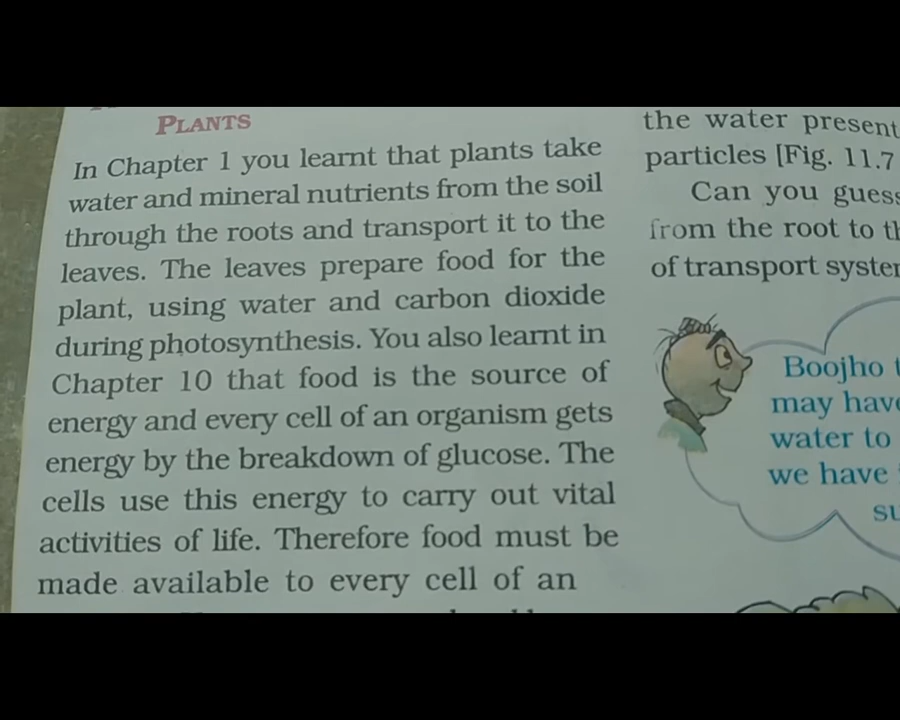 PLANTS
In Chapter 1 you learnt that plants take
water and mineral nutrients from the soil
through the roots and transport it to the
leaves. The leaves prepare food for the
plant, using water and carbon dioxide
during photosynthesis. You also learnt in
Chapter 10 that food is the source of
energy and every cell of an organism gets
energy by the breakdown of glucose. The
cells use this energy to carry out vital
activities of life. Therefore food must be
made available to every cell of an
the water present
particles [Fig. 11.7
Can you guess
from the root to
of transport
Boojho
may have
water to
we have